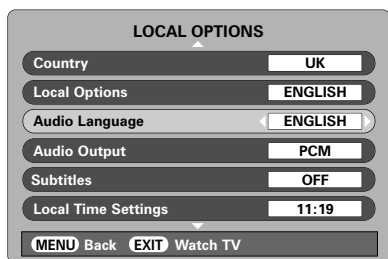 LOCAL OPTIONS
Country UK
Local Options ENGLISH
Audio Language ENGLISH
Audio Output PCM
Subtitles OFF
Local Time Settings 11:19
MENU Back EXIT Watch TV